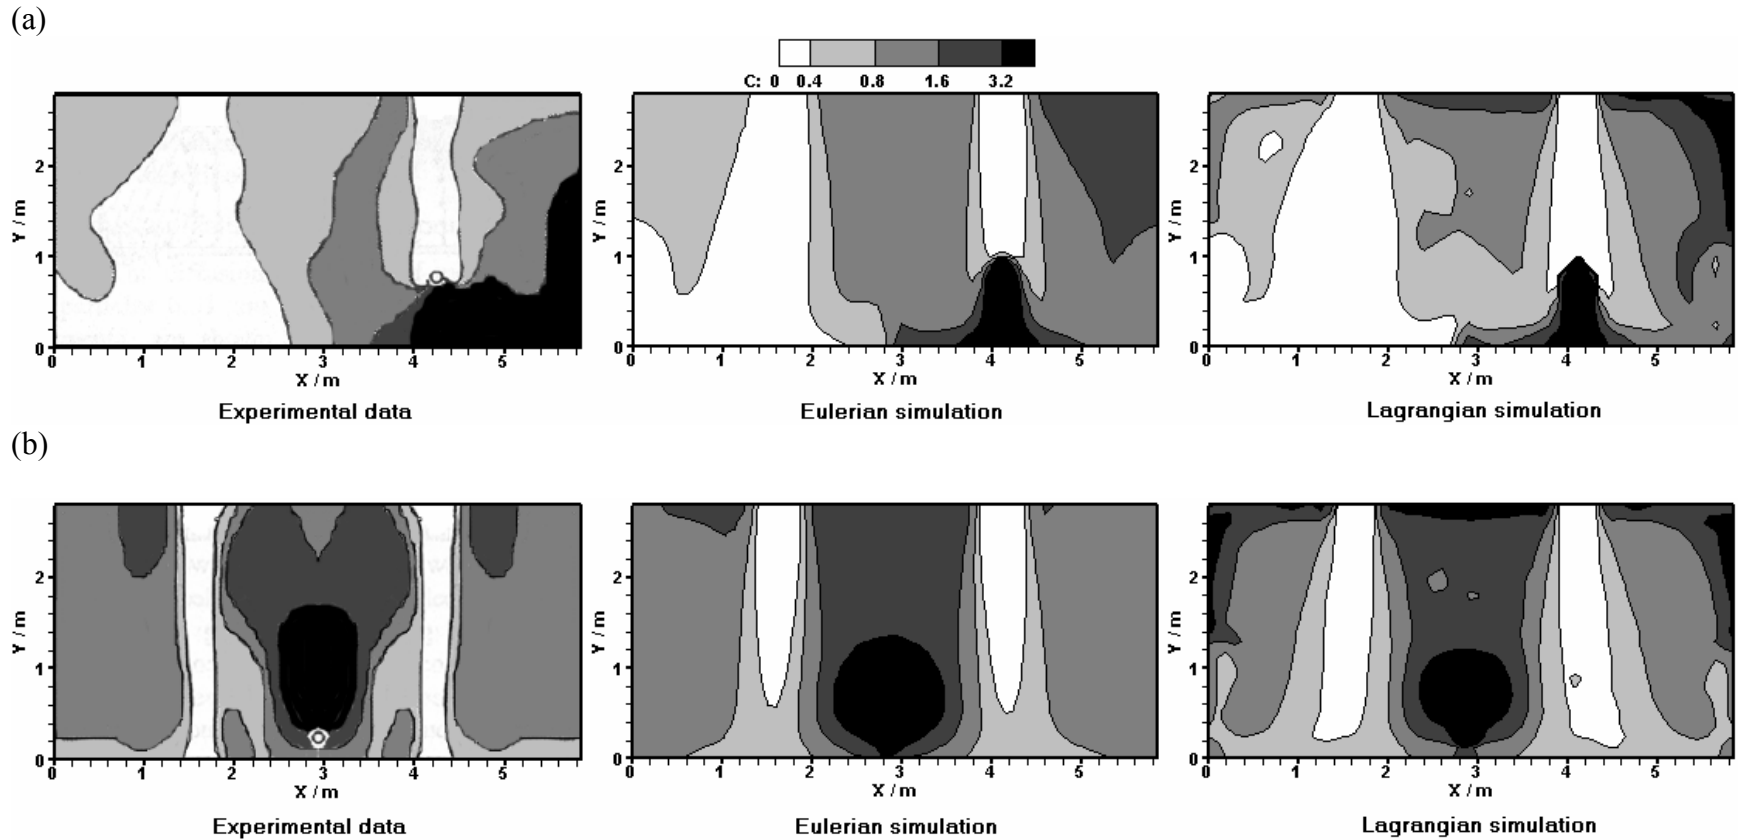 (a)
C: 0 0.4 0.8 1.6 3.2
2 2 2
1 1 1
0 0 0
Y / m Y / m Y / m
0 1 2 3 4 5 0 1 2 3 4 5 0 1 2 3 4 5
X / m X / m X / m
Experimental data Eulerian simulation Lagrangian simulation
(b)
2 2 2
1 1 1
0 0 0
Y / m Y / m Y / m
0 1 2 3 4 5 0 1 2 3 4 5 0 1 2 3 4 5
X / m X / m X / m
Experimental data Eulerian simulation Lagrangian simulation